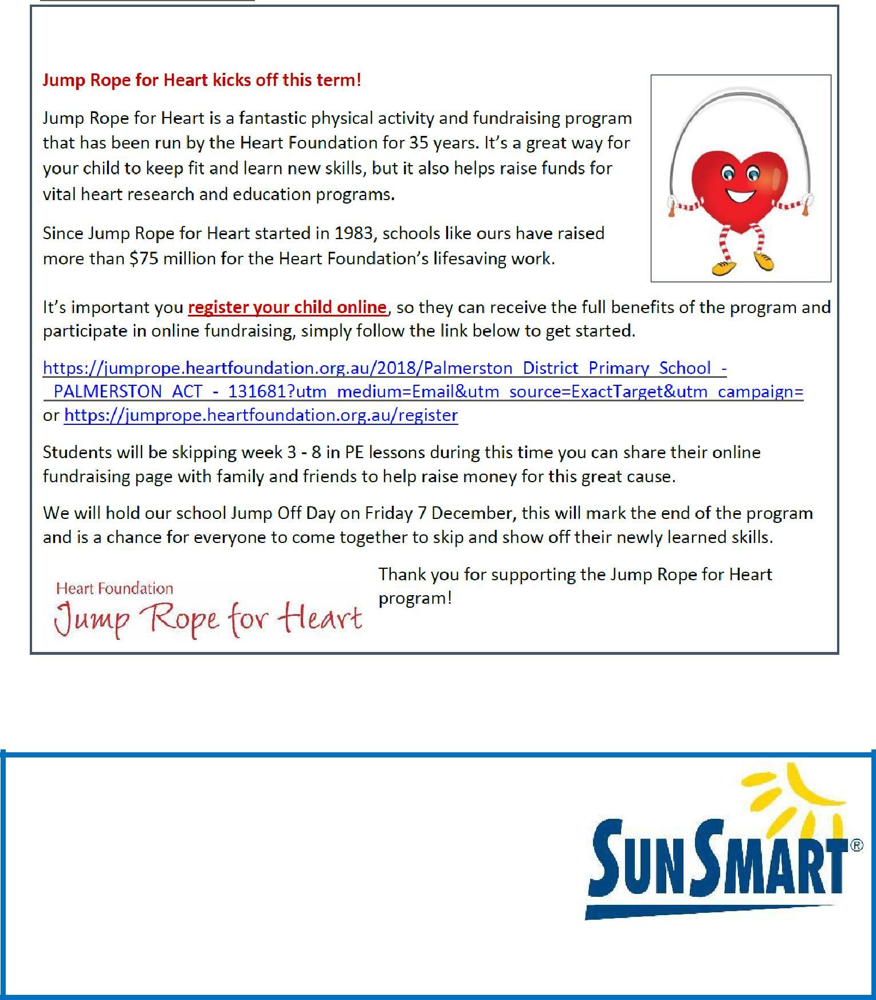 Jump Rope for Heart kicks off this term!
Jump Rope for Heart is a fantastic physical activity and fundraising program
that has been run by the Heart Foundation for 35 years. It’s a great way for
your child to keep fit and learn new skills, but it also helps raise funds for
vital heart research and education programs.
Since Jump Rope for Heart started in 1983, schools like ours have raised
more than $75 million for the Heart Foundation’s lifesaving work.
It’s important you register your child online, so they can receive the full benefits of the program and
participate in online fundraising, simply follow the link below to get started.
https://jumprope.heartfoundation.org.au/2018/Palmerston_District_Primary_School_-
_PALMERSTON_ACT_-_131681?utm_medium=Email&utm_source=ExactTarget&utm_campaign=
or https://jumprope.heartfoundation.org.au/register
Students will be skipping week 3 - 8 in PE lessons during this time you can share their online
fundraising page with family and friends to help raise money for this great cause.
We will hold our school Jump Off Day on Friday 7 December, this will mark the end of the program
and is a chance for everyone to come together to skip and show off their newly learned skills.
Thank you for supporting the Jump Rope for Heart
program!
Heart Foundation
Jump Rope for Heart
SUNSMART®